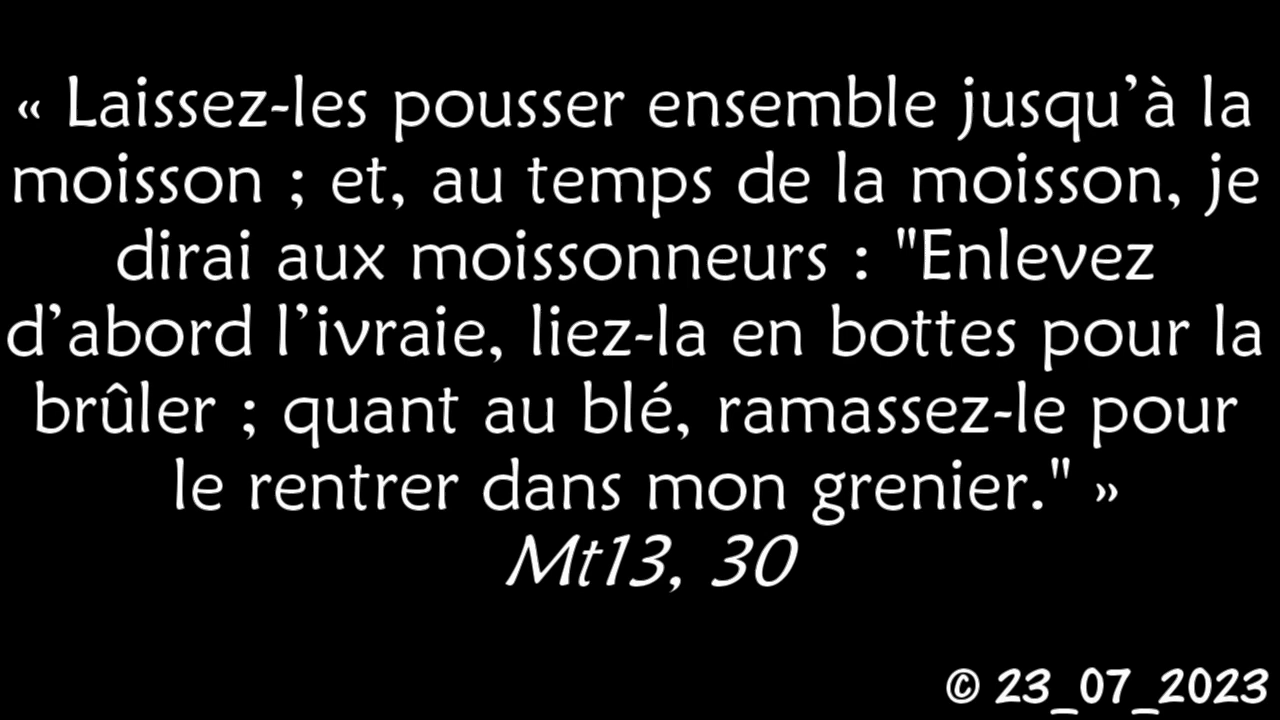 « Laissez-les pousser ensemble jusqu’à la
moisson ; et, au temps de la moisson, je
dirai aux moissonneurs : "Enlevez
d’abord l’ivraie, liez-la en bottes pour la
brûler ; quant au blé, ramassez-le pour
le rentrer dans mon grenier." »
Mt13, 30
© 23_07_2023